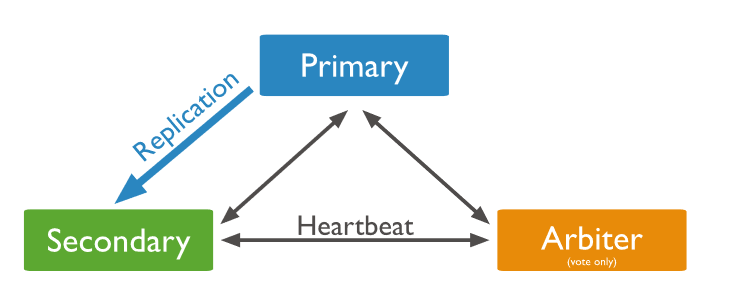 Primary
Replication
Heartbeat
Secondary
Arbiter
(vote only)